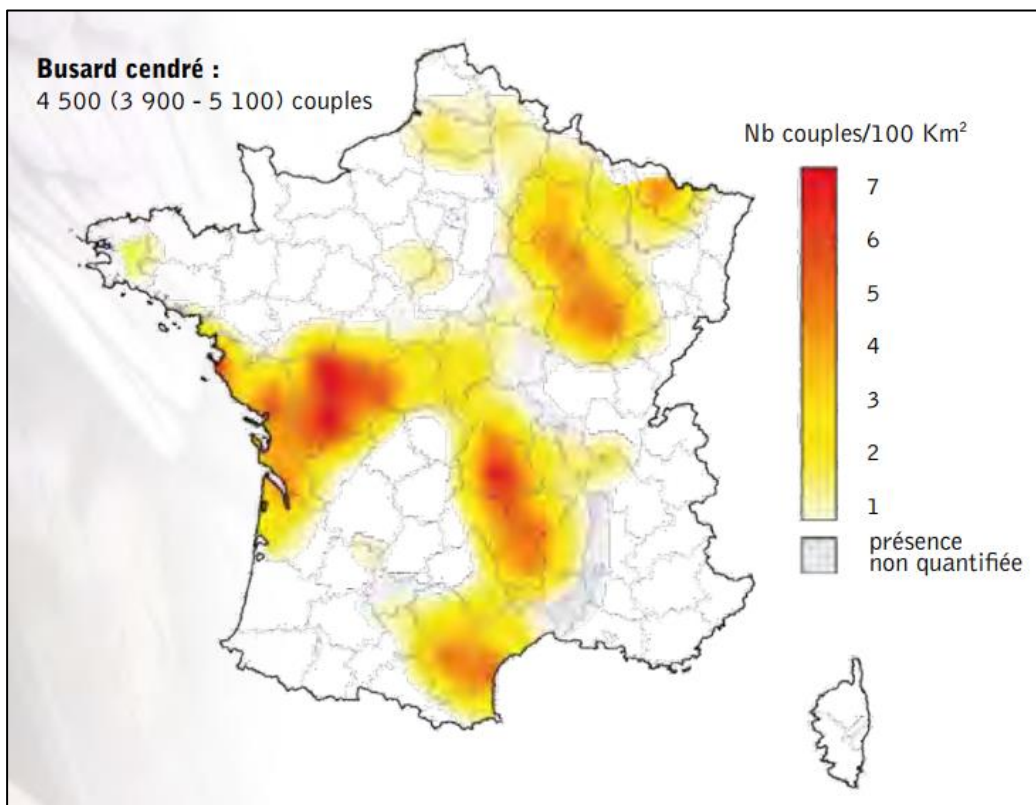 Busard cendré :
4 500 (3 900 - 5 100) couples
Nb couples/100 Km²
7
6
5
4
3
2
1
présence
non quantifiée